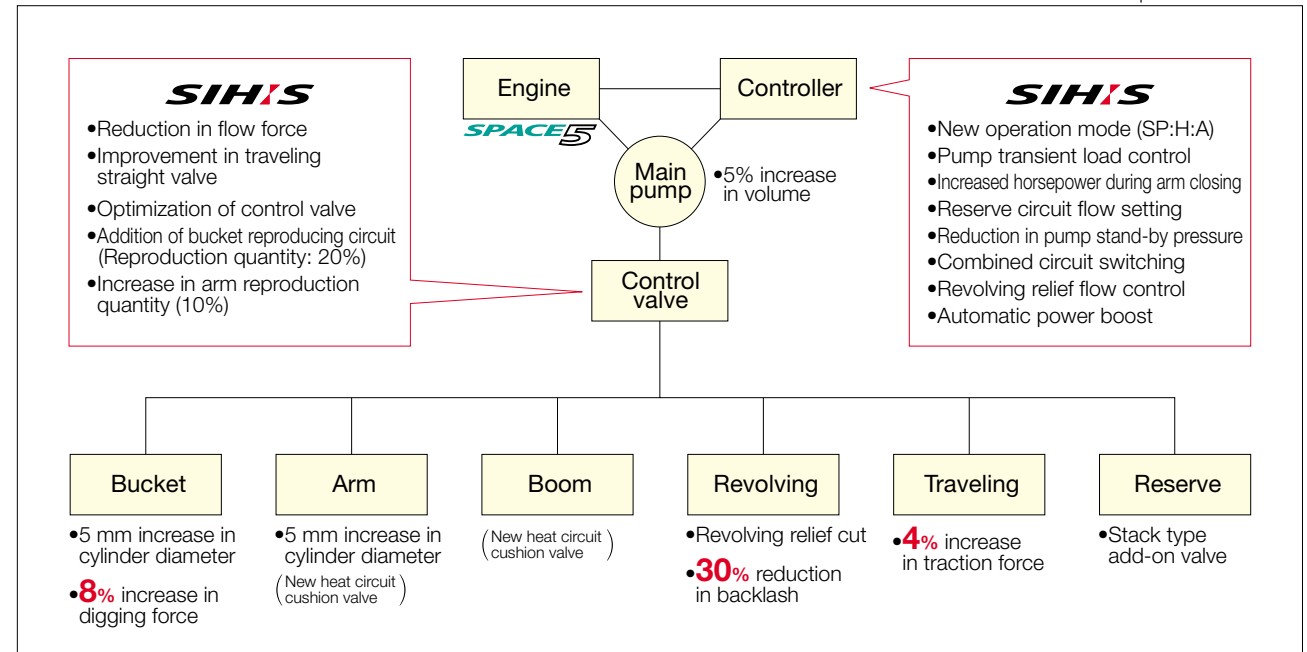 SIH:S
•Reduction in flow force
•Improvement in traveling
straight valve
•Optimization of control valve
•Addition of bucket reproducing circuit
(Reproduction quantity: 20%)
•Increase in arm reproduction
quantity (10%)
Engine
SPACE5
Controller
Main
pump
•5% increase
in volume
Control
valve
SIH:S
•New operation mode (SP:H:A)
•Pump transient load control
•Increased horsepower during arm closing
•Reserve circuit flow setting
•Reduction in pump stand-by pressure
•Combined circuit switching
•Revolving relief flow control
•Automatic power boost
Bucket
•5 mm increase in
cylinder diameter
•8% increase in
digging force
Arm
•5 mm increase in
cylinder diameter
(New heat circuit
cushion valve)
Boom
(New heat circuit
cushion valve)
Revolving
•Revolving relief cut
•30% reduction
in backlash
Traveling
•4% increase
in traction force
Reserve
•Stack type
add-on valve